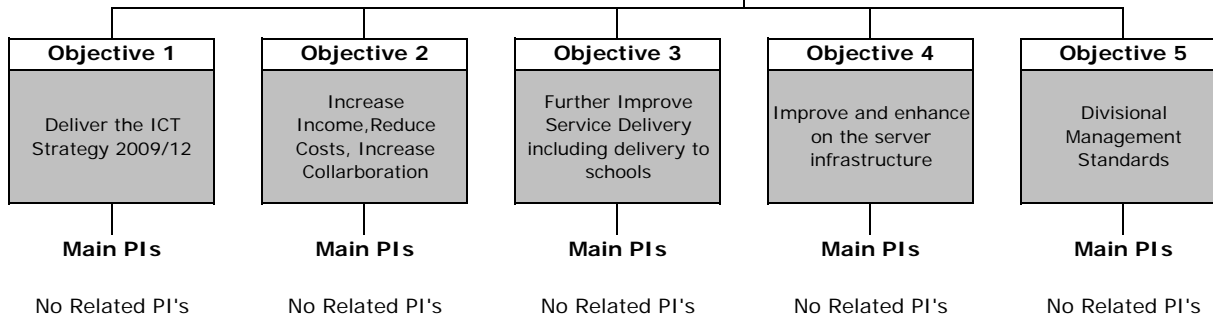 Objective 1
Deliver the ICT
Strategy 2009/12
Main PIs
No Related PI's
Objective 2
Increase
Income,Reduce
Costs, Increase
Collarboration
Main PIs
No Related PI's
Objective 3
Further Improve
Service Delivery
including delivery to
schools
Main PIs
No Related PI's
Objective 4
Improve and enhance
on the server
infrastructure
Main PIs
No Related PI's
Objective 5
Divisional
Management
Standards
Main PIs
No Related PI's